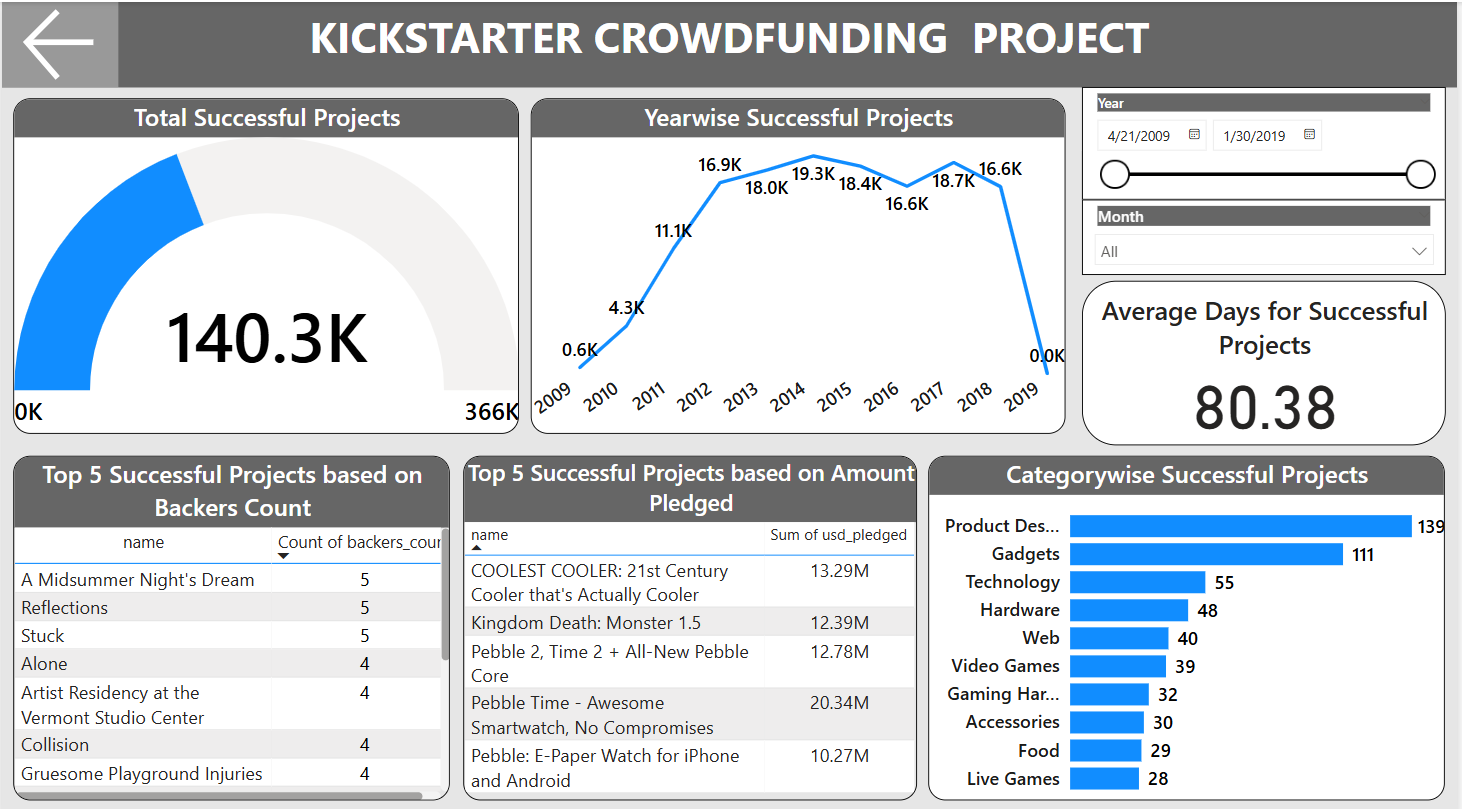 KICKSTARTER CROWDFUNDING PROJECT
Total Successful Projects
140.3K
0K
366K
Yearwise Successful Projects
0.6K
4.3K
11.1K
16.9K
18.0K
19.3K
18.4K
16.6K
18.7K
16.6K
0.0K
2009
2010
2011
2012
2013
2014
2015
2016
2017
2018
2019
Year
4/21/2009
1/30/2019
Month
All
Average Days for Successful
Projects
80.38
Top 5 Successful Projects based on
Backers Count
name Count of backers_cour
A Midsummer Night's Dream 5
Reflections 5
Stuck 5
Alone 4
Artist Residency at the 4
Vermont Studio Center
Collision 4
Gruesome Playground Injuries 4
Top 5 Successful Projects based on Amount
Pledged
name Sum of usd_pledged
COOLEST COOLER: 21st Century 13.29M
Cooler that's Actually Cooler
Kingdom Death: Monster 1.5 12.39M
Pebble 2, Time 2 + All-New Pebble 12.78M
Core
Pebble Time - Awesome 20.34M
Smartwatch, No Compromises
Pebble: E-Paper Watch for iPhone 10.27M
and Android
Categorywise Successful Projects
Product Des... 139
Gadgets 111
Technology 55
Hardware 48
Web 40
Video Games 39
Gaming Har... 32
Accessories 30
Food 29
Live Games 28